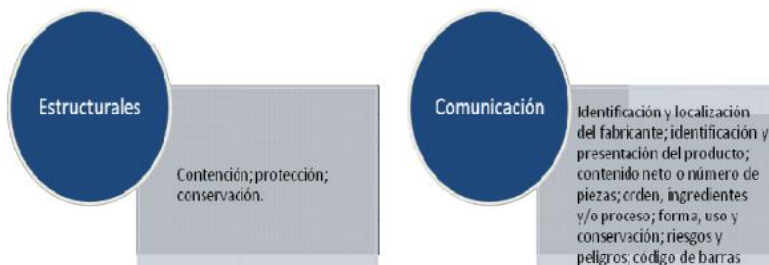 Estructurales
Contención; protección;
conservación.
Comunicación
Identificación y localización
del fabricante; identificación y
presentación del producto;
contenido neto o número de
piezas; orden, ingredientes
y/o proceso; forma, uso y
conservación; riesgos y
peligros; código de barras